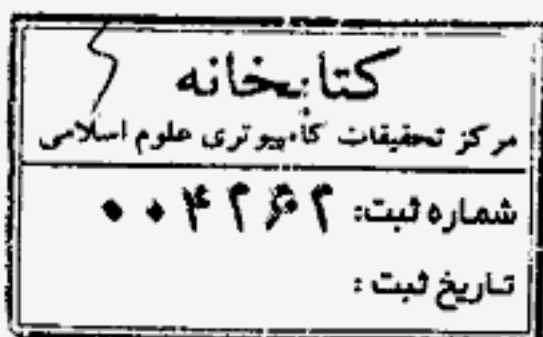 کتابخانه
مرکز تحقیقات کامپیوتری علوم اسلامی
شماره ثبت: ۰۰۴۲۶۲
تاریخ ثبت :